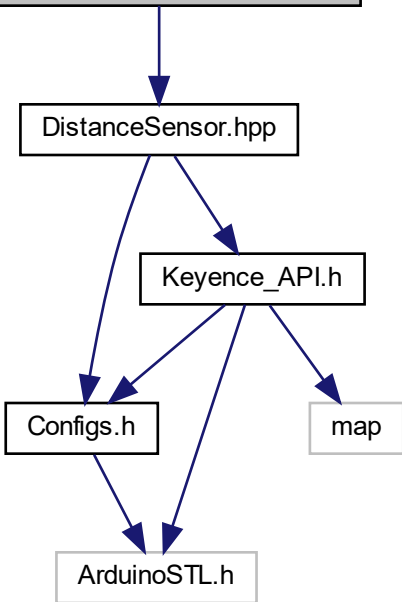 DistanceSensor.hpp
Keyence_API.h
Configs.h
map
ArduinoSTL.h